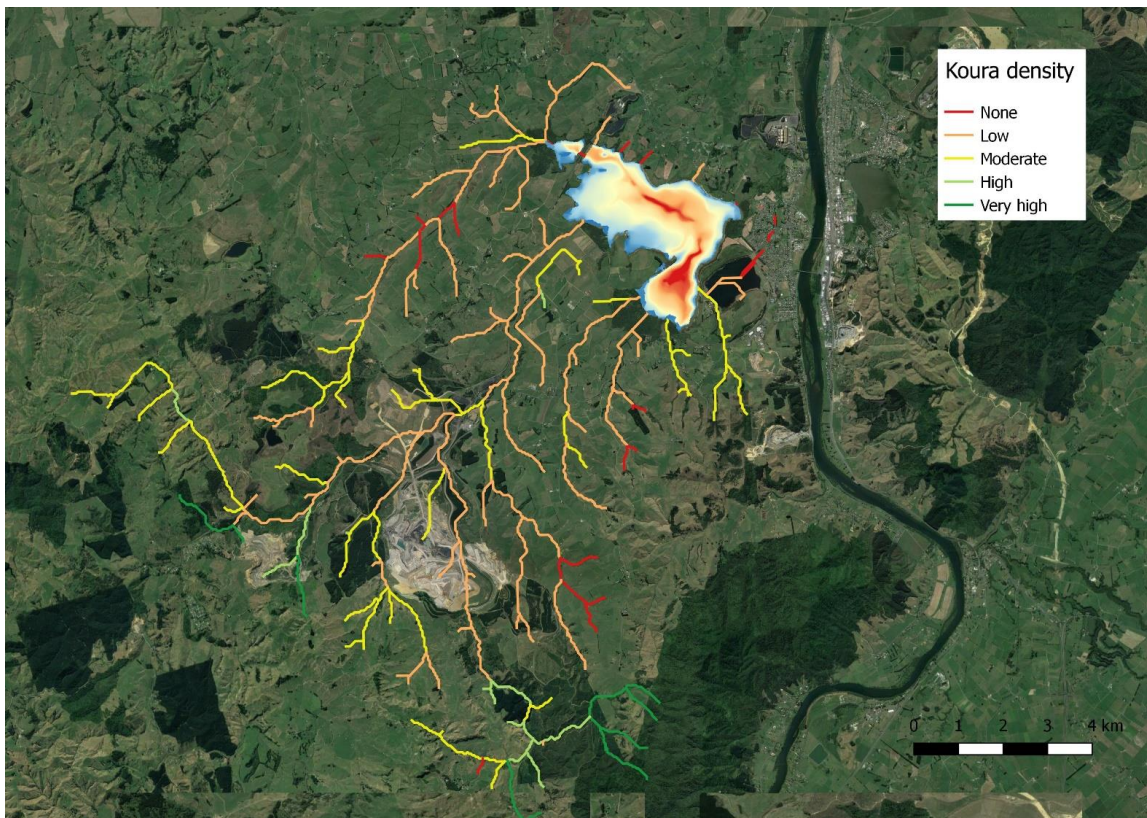 Koura density
None
Low
Moderate
High
Very high
0 1 2 3 4 km